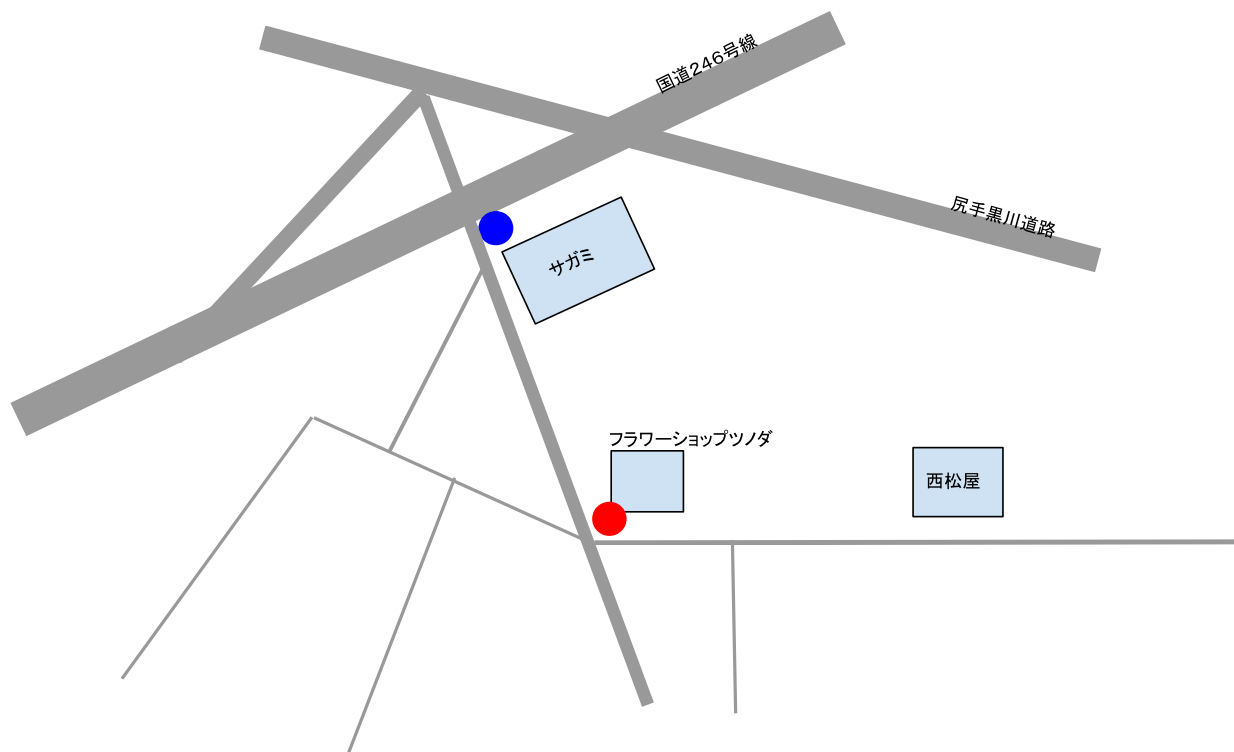 国道246号線
尻手黒川道路
サガミ
フラワーショップツノダ
西松屋